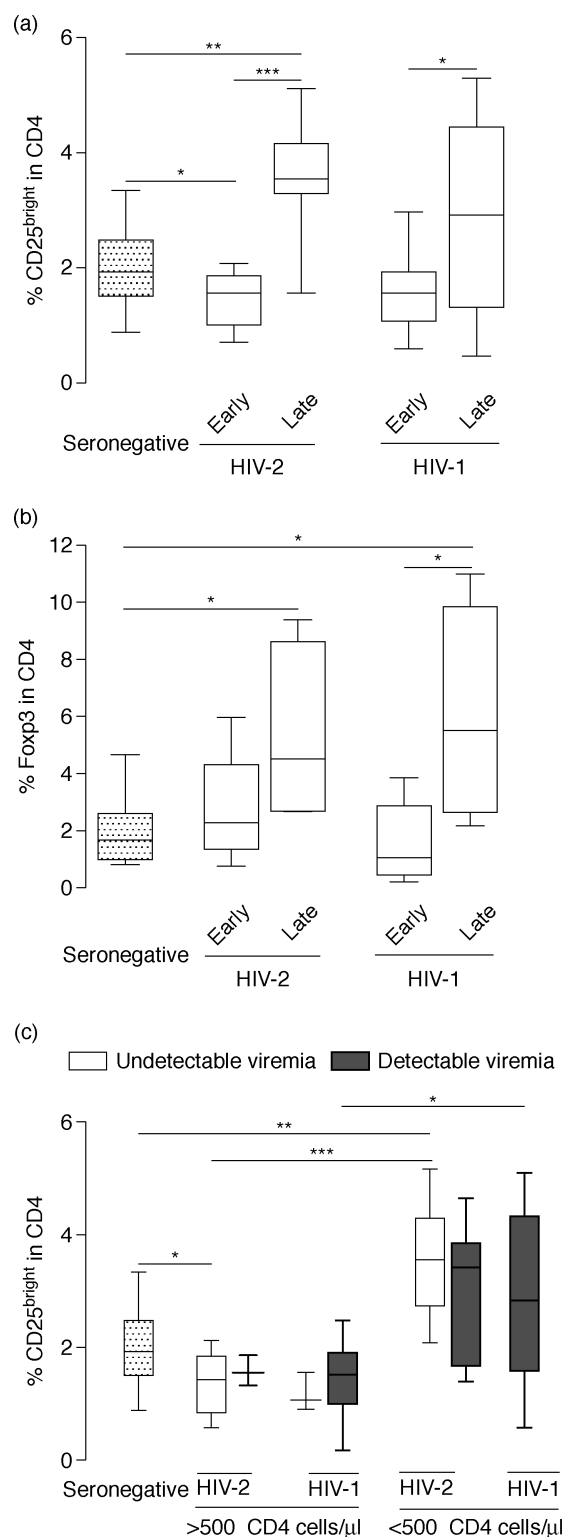 (a)
6
4
2
0
% CD25bright in CD4
**
***
*
*
Seronegative
Early
Late
Early
Late
HIV-2
HIV-1
(b)
12
10
8
6
4
2
0
% Foxp3 in CD4
*
*
*
Seronegative
Early
Late
Early
Late
HIV-2
HIV-1
(c)
Undetectable viremia
Detectable viremia
6
4
2
0
% CD25bright in CD4
*
**
***
*
Seronegative
HIV-2
HIV-1
HIV-2
HIV-1
>500 CD4 cells/μl
<500 CD4 cells/μl